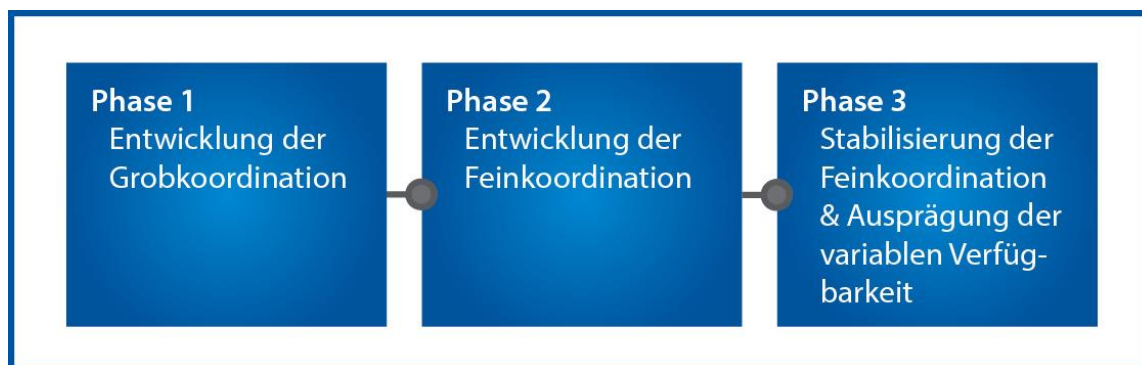 Phase 1
Entwicklung der
Grobkoordination
Phase 2
Entwicklung der
Feinkoordination
Phase 3
Stabilisierung der
Feinkoordination
& Ausprägung der
variablen Verfüg-
barkeit